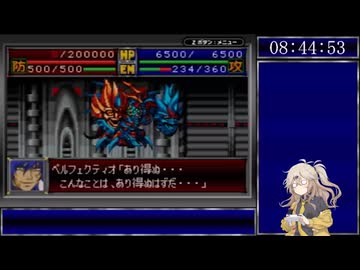 Zボタン：メニュー
08:44:53
/200000 HP 6500/ 6500
防 500/500 EN 234/360 攻
ペルフェクティオ「あり得ぬ・・・
こんなことは、あり得ぬはずだ・・・」